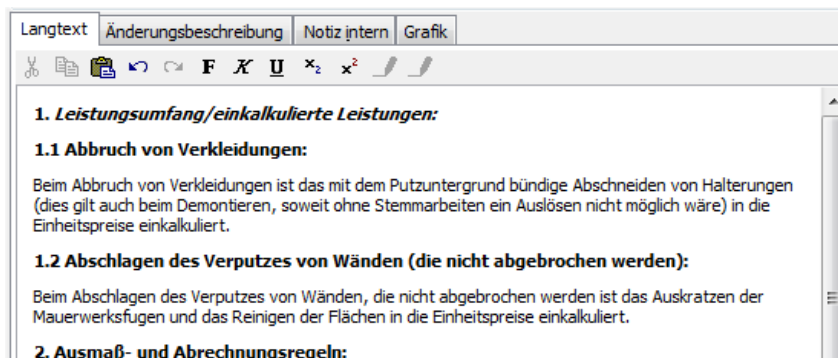 Langtext Änderungsbeschreibung Notiz intern Grafik
F K U x₂ x²
1. Leistungsumfang/einkalkulierte Leistungen:
1.1 Abbruch von Verkleidungen:
Beim Abbruch von Verkleidungen ist das mit dem Putzuntergrund bündige Abschneiden von Halterungen
(dies gilt auch beim Demontieren, soweit ohne Stemmarbeiten ein Auslösen nicht möglich wäre) in die
Einheitspreise einkalkuliert.
1.2 Abschlagen des Verputzes von Wänden (die nicht abgebrochen werden):
Beim Abschlagen des Verputzes von Wänden, die nicht abgebrochen werden ist das Auskratzen der
Mauerwerksfugen und das Reinigen der Flächen in die Einheitspreise einkalkuliert.
2. Ausmaß- und Abrechnungsregeln: